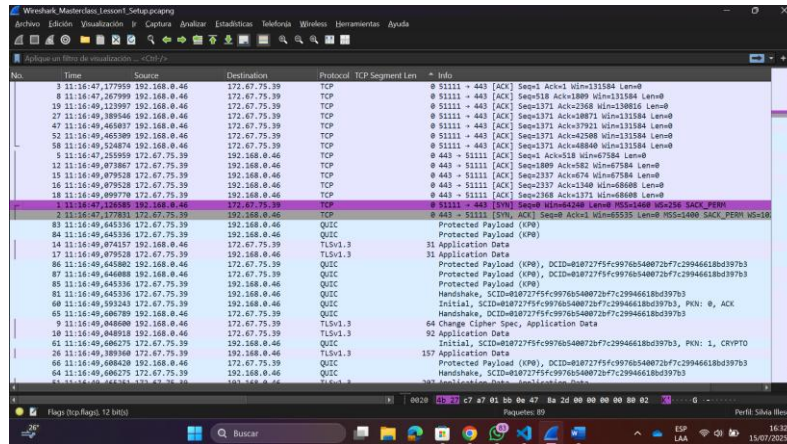 Wireshark_Masterclass_Lesson1_Setup.pcapng
Archivo Edición Visualización Ir Captura Analizar Estadísticas Telefonía Wireless Herramientas Ayuda
Aplique un filtro de visualización ... <Ctrl-/>
No. Time Source Destination Protocol TCP Segment Len Info
3 11:16:47,177959 192.168.0.46 172.67.75.39 TCP 0 51111 → 443 [ACK] Seq=1 Ack=1 Win=131584 Len=0
8 11:16:47,267999 192.168.0.46 172.67.75.39 TCP 0 51111 → 443 [ACK] Seq=518 Ack=1809 Win=131584 Len=0
19 11:16:49,123997 192.168.0.46 172.67.75.39 TCP 0 51111 → 443 [ACK] Seq=1371 Ack=2368 Win=130816 Len=0
27 11:16:49,389546 192.168.0.46 172.67.75.39 TCP 0 51111 → 443 [ACK] Seq=1371 Ack=10871 Win=131584 Len=0
47 11:16:49,465037 192.168.0.46 172.67.75.39 TCP 0 51111 → 443 [ACK] Seq=1371 Ack=37921 Win=131584 Len=0
52 11:16:49,465309 192.168.0.46 172.67.75.39 TCP 0 51111 → 443 [ACK] Seq=1371 Ack=42508 Win=131584 Len=0
58 11:16:49,524874 192.168.0.46 172.67.75.39 TCP 0 51111 → 443 [ACK] Seq=1371 Ack=48840 Win=131584 Len=0
5 11:16:47,255959 172.67.75.39 192.168.0.46 TCP 0 443 → 51111 [ACK] Seq=1 Ack=518 Win=67584 Len=0
12 11:16:49,073867 172.67.75.39 192.168.0.46 TCP 0 443 → 51111 [ACK] Seq=1809 Ack=582 Win=67584 Len=0
15 11:16:49,079528 172.67.75.39 192.168.0.46 TCP 0 443 → 51111 [ACK] Seq=2337 Ack=674 Win=67584 Len=0
16 11:16:49,079528 172.67.75.39 192.168.0.46 TCP 0 443 → 51111 [ACK] Seq=2337 Ack=1340 Win=68608 Len=0
18 11:16:49,099770 172.67.75.39 192.168.0.46 TCP 0 443 → 51111 [ACK] Seq=2368 Ack=1371 Win=68608 Len=0
1 11:16:47,126585 192.168.0.46 172.67.75.39 TCP 0 51111 → 443 [SYN] Seq=0 Win=64240 Len=0 MSS=1460 WS=256 SACK_PERM
2 11:16:47,177831 172.67.75.39 192.168.0.46 TCP 0 443 → 51111 [SYN, ACK] Seq=0 Ack=1 Win=65535 Len=0 MSS=1400 SACK_PERM WS=10
83 11:16:49,645336 172.67.75.39 192.168.0.46 QUIC Protected Payload (KP0)
84 11:16:49,645336 172.67.75.39 192.168.0.46 QUIC Protected Payload (KP0)
14 11:16:49,074157 192.168.0.46 172.67.75.39 TLSv1.3 31 Application Data
17 11:16:49,079528 172.67.75.39 192.168.0.46 TLSv1.3 31 Application Data
86 11:16:49,645802 192.168.0.46 172.67.75.39 QUIC Protected Payload (KP0), DCID=010727f5fc9976b540072bf7c29946618bd397b3
87 11:16:49,646088 192.168.0.46 172.67.75.39 QUIC Protected Payload (KP0), DCID=010727f5fc9976b540072bf7c29946618bd397b3
85 11:16:49,645336 172.67.75.39 192.168.0.46 QUIC Protected Payload (KP0)
81 11:16:49,645336 172.67.75.39 192.168.0.46 QUIC Handshake, SCID=010727f5fc9976b540072bf7c29946618bd397b3
60 11:16:49,593243 172.67.75.39 192.168.0.46 QUIC Initial, SCID=010727f5fc9976b540072bf7c29946618bd397b3, PKN: 0, ACK
65 11:16:49,606789 192.168.0.46 172.67.75.39 QUIC Handshake, DCID=010727f5fc9976b540072bf7c29946618bd397b3
9 11:16:49,048600 192.168.0.46 172.67.75.39 TLSv1.3 64 Change Cipher Spec, Application Data
10 11:16:49,048918 192.168.0.46 172.67.75.39 TLSv1.3 92 Application Data
61 11:16:49,606275 172.67.75.39 192.168.0.46 QUIC Initial, SCID=010727f5fc9976b540072bf7c29946618bd397b3, PKN: 1, CRYPTO
26 11:16:49,389360 172.67.75.39 192.168.0.46 TLSv1.3 157 Application Data
66 11:16:49,608420 192.168.0.46 172.67.75.39 QUIC Protected Payload (KP0), DCID=010727f5fc9976b540072bf7c29946618bd397b3
64 11:16:49,606275 172.67.75.39 192.168.0.46 QUIC Handshake, SCID=010727f5fc9976b540072bf7c29946618bd397b3
0020 4b 27 c7 a7 01 bb 0e 47 8a 2d 00 00 00 00 80 02
Flags (tcp.flags), 12 bit(s) Paquetes: 89 Perfil: Silvia Illes
26° Buscar ESP LAA 16:32 15/07/2025